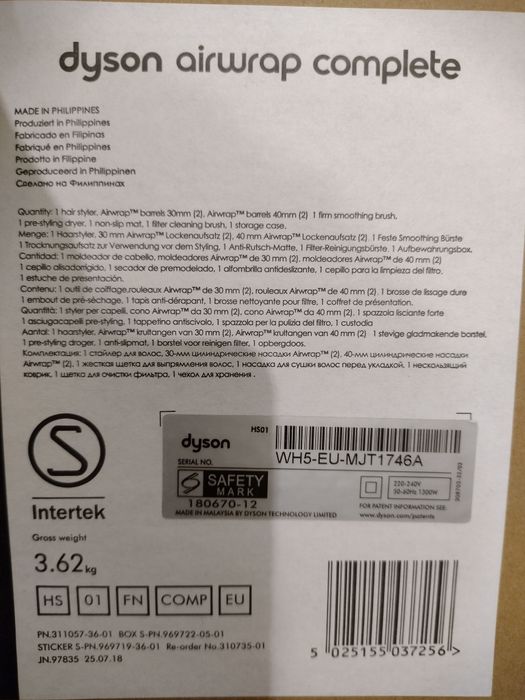 dyson airwrap complete
MADE IN PHILIPPINES
Produziert in Philippines
Fabricado en Filipinas
Fabriqué en Philippines
Prodotto in Filippine
Geproduceerd in Philippinen
Сделано на Филиппинах
Quantity: 1 hair styler, Airwrap™ barrels 30mm (2), Airwrap™ barrels 40mm (2), 1 firm smoothing brush,
1 pre-styling dryer, 1 non-slip mat, 1 filter cleaning brush, 1 storage case.
Menge: 1 Haarstyler, 30 mm Airwrap™ Lockenaufsatz (2), 40 mm Airwrap™ Lockenaufsatz (2), 1 Feste Smoothing Bürste
1 Trocknungsaufsatz zur Verwendung vor dem Styling, 1 Anti-Rutsch-Matte, 1 Filter-Reinigungsbürste, 1 Aufbewahrungsbox.
Cantidad: 1 moldeador de cabello, moldeadores Airwrap™ de 30 mm (2), moldeadores Airwrap™ de 40 mm (2)
1 cepillo alisador rígido, 1 secador de premoldelado, 1 alfombrilla antideslizante, 1 cepillo para la limpieza del filtro,
1 estuche de presentación.
Contenu: 1 outil de coiffage, rouleaux Airwrap™ de 30 mm (2), rouleaux Airwrap™ de 40 mm (2), 1 brosse de lissage dure
1 embout de pré-séchage, 1 tapis anti-dérapant, 1 brosse nettoyante pour filtre, 1 coffret de présentation.
Quantità: 1 styler per capelli, cono Airwrap™ da 30 mm (2), cono Airwrap™ da 40 mm (2), 1 spazzola lisciante forte
1 asciugacapelli pre-styling, 1 tappetino antiscivolo, 1 spazzola per la pulizia del filtro, 1 custodia
Aantal: 1 haarstyler, Airwrap™ krultangen van 30 mm (2), Airwrap™ krultangen van 40 mm (2) 1 stevige gladmakende borstel,
1 pre-styling droger, 1 anti-slipmat, 1 borstel voor reinigen filter, 1 opbergdoos.
Комплектация: 1 стайлер для волос, 30-мм цилиндрические насадки Airwrap™ (2), 40-мм цилиндрические насадки
Airwrap™ (2), 1 жесткая щетка для выпрямления волос, 1 насадка для сушки волос перед укладкой, 1 нескользящий
коврик, 1 щетка для очистки фильтра, 1 чехол для хранения.
dyson HS01
SERIAL NO. WH5-EU-MJT1746A
S SAFETY MARK
180670-12
220-240V
50-60Hz 1300W
MADE IN MALAYSIA BY DYSON TECHNOLOGY LIMITED
FOR PATENT INFORMATION SEE:
www.dyson.com/patents
S
Intertek
Gross weight
3.62kg
HS 01 FN COMP EU
PN.311057-36-01 BOX S-PN.969722-05-01
STICKER S-PN.969719-36-01 Re-order No.310735-01
JN.97835 25.07.18
5 025155 037256 >